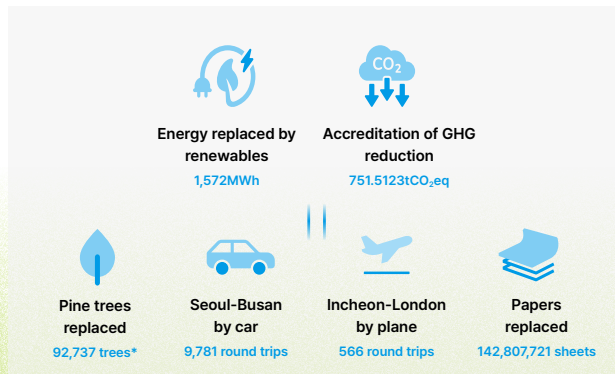 CO₂
Energy replaced by
renewables
1,572MWh
Accreditation of GHG
reduction
751.5123tCO₂eq
Pine trees
replaced
92,737 trees*
Seoul-Busan
by car
9,781 round trips
Incheon-London
by plane
566 round trips
Papers
replaced
142,807,721 sheets